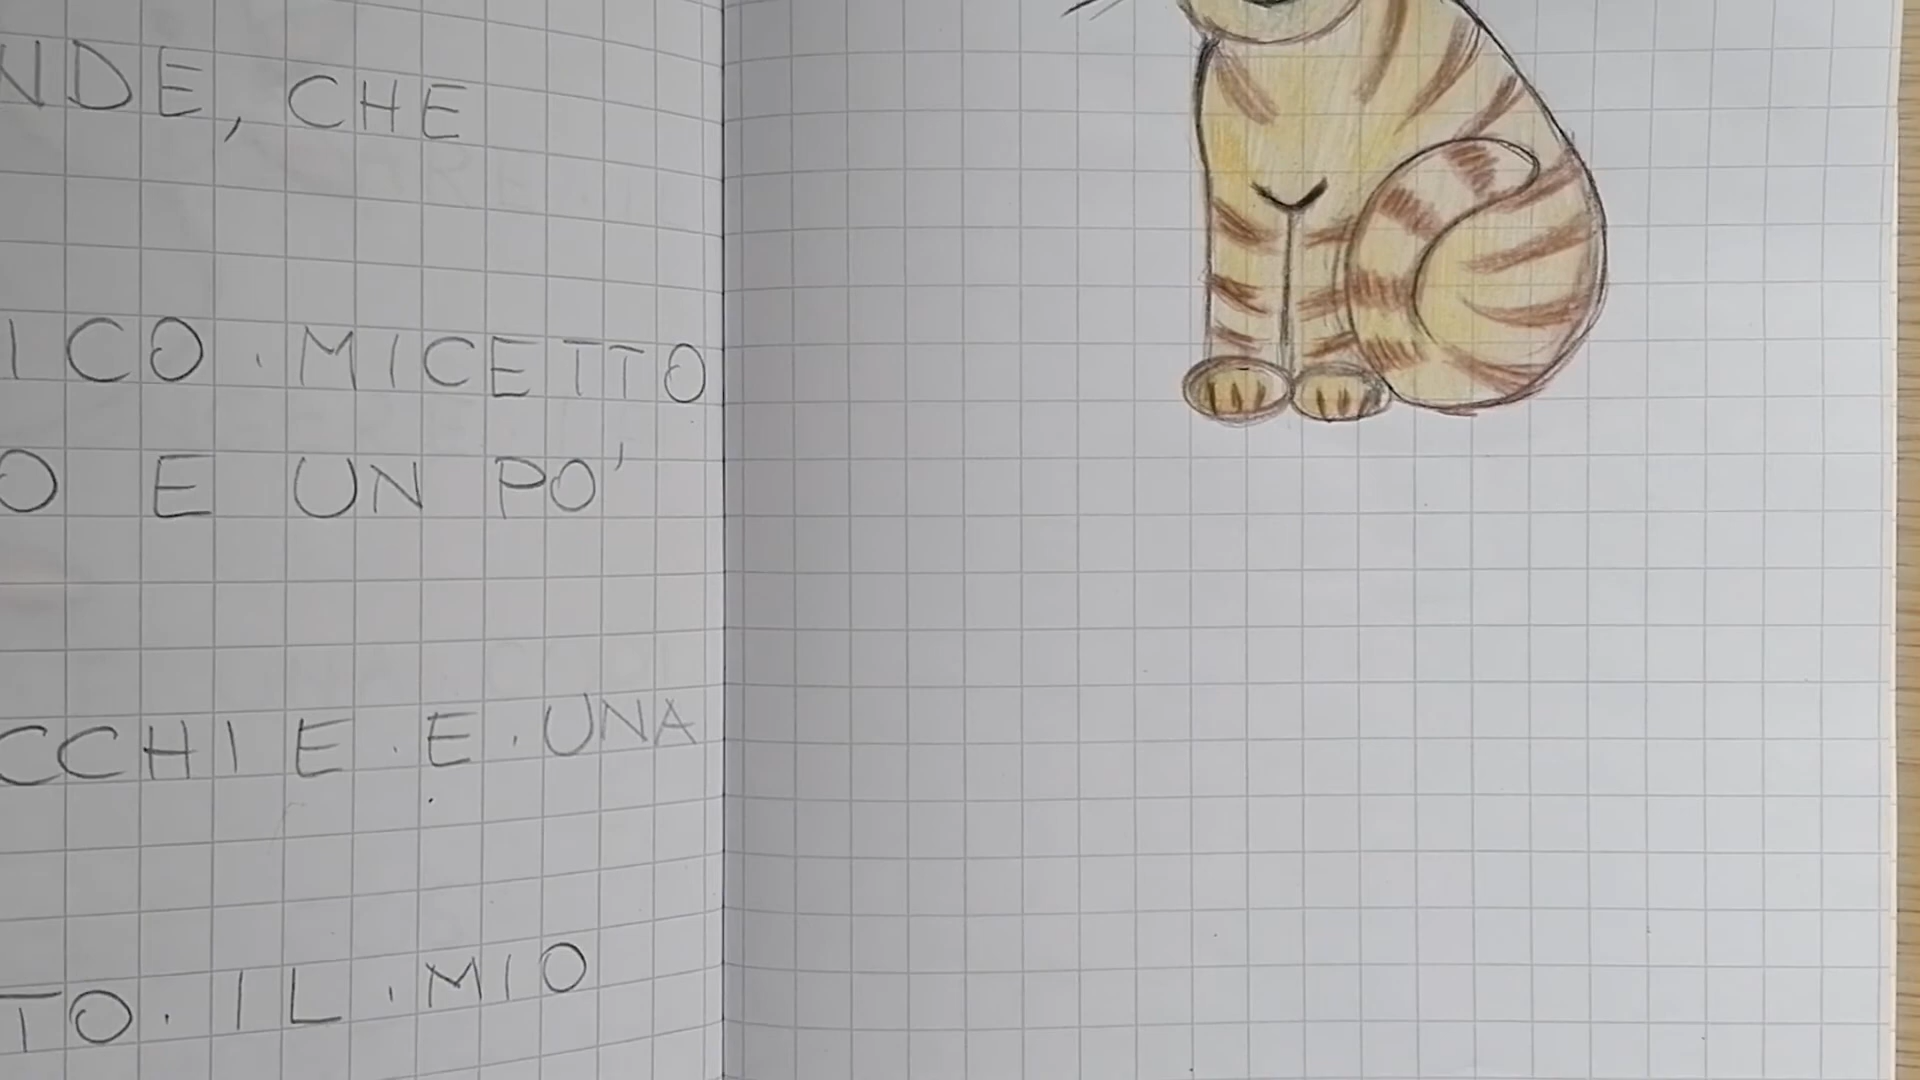 NDE, CHE
ICO · MICETTO
O E UN PO'
CCHIE · E · UNA
TO · IL · MIO